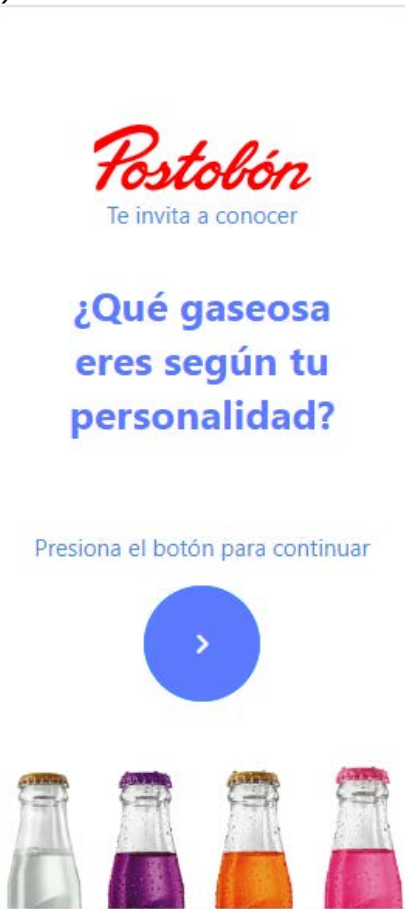 Postobón
Te invita a conocer
¿Qué gaseosa
eres según tu
personalidad?
Presiona el botón para continuar